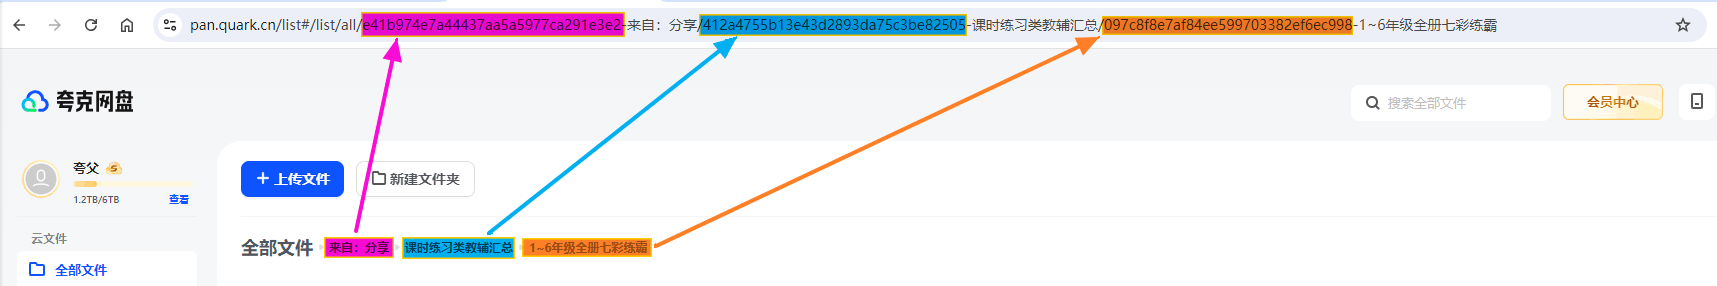 pan.quark.cn/list#/list/all/e41b974e7a44437aa5a5977ca291e3e2-来自：分享/412a4755b13e43d2893da75c3be82505-课时练习类教辅汇总/097c8f8e7af84ee599703382ef6ec998-1~6年级全册七彩练霸
夸克网盘
搜索全部文件
会员中心
夸父
1.2TB/6TB 查看
+ 上传文件 新建文件夹
云文件
全部文件
全部文件 来自：分享 课时练习类教辅汇总 1~6年级全册七彩练霸